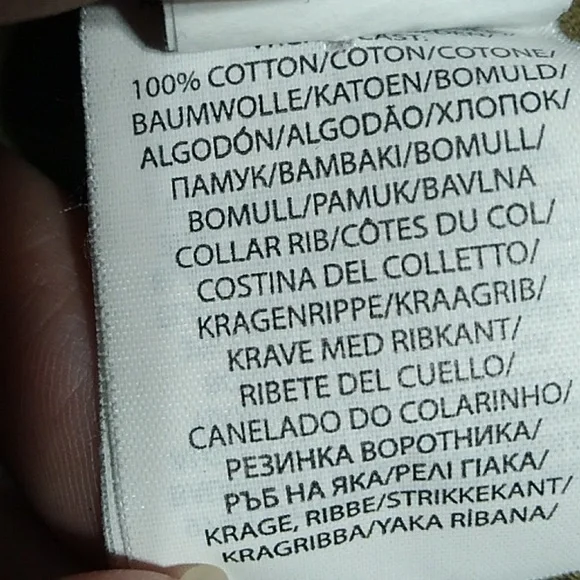 100% COTTON/COTON/COTONE/
BAUMWOLLE/KATOEN/BOMULD/
ALGODÓN/ALGODÃO/ХЛОПОК/
ПАМУК/BAMBAKI/BOMULL/
BOMULL/PAMUK/BAVLNA
COLLAR RIB/CÔTES DU COL/
COSTINA DEL COLLETTO/
KRAGENRIPPE/KRAAGRIB/
KRAVE MED RIBKANT/
RIBETE DEL CUELLO/
CANELADO DO COLARINHO/
РЕЗИНКА ВОРОТНИКА/
РЪБ НА ЯКА/РЕΛΙ ГІАКА/
KRAGE, RIBBE/STRIKKEKANT/
KRAGRIBBA/YAKA RİBANA/